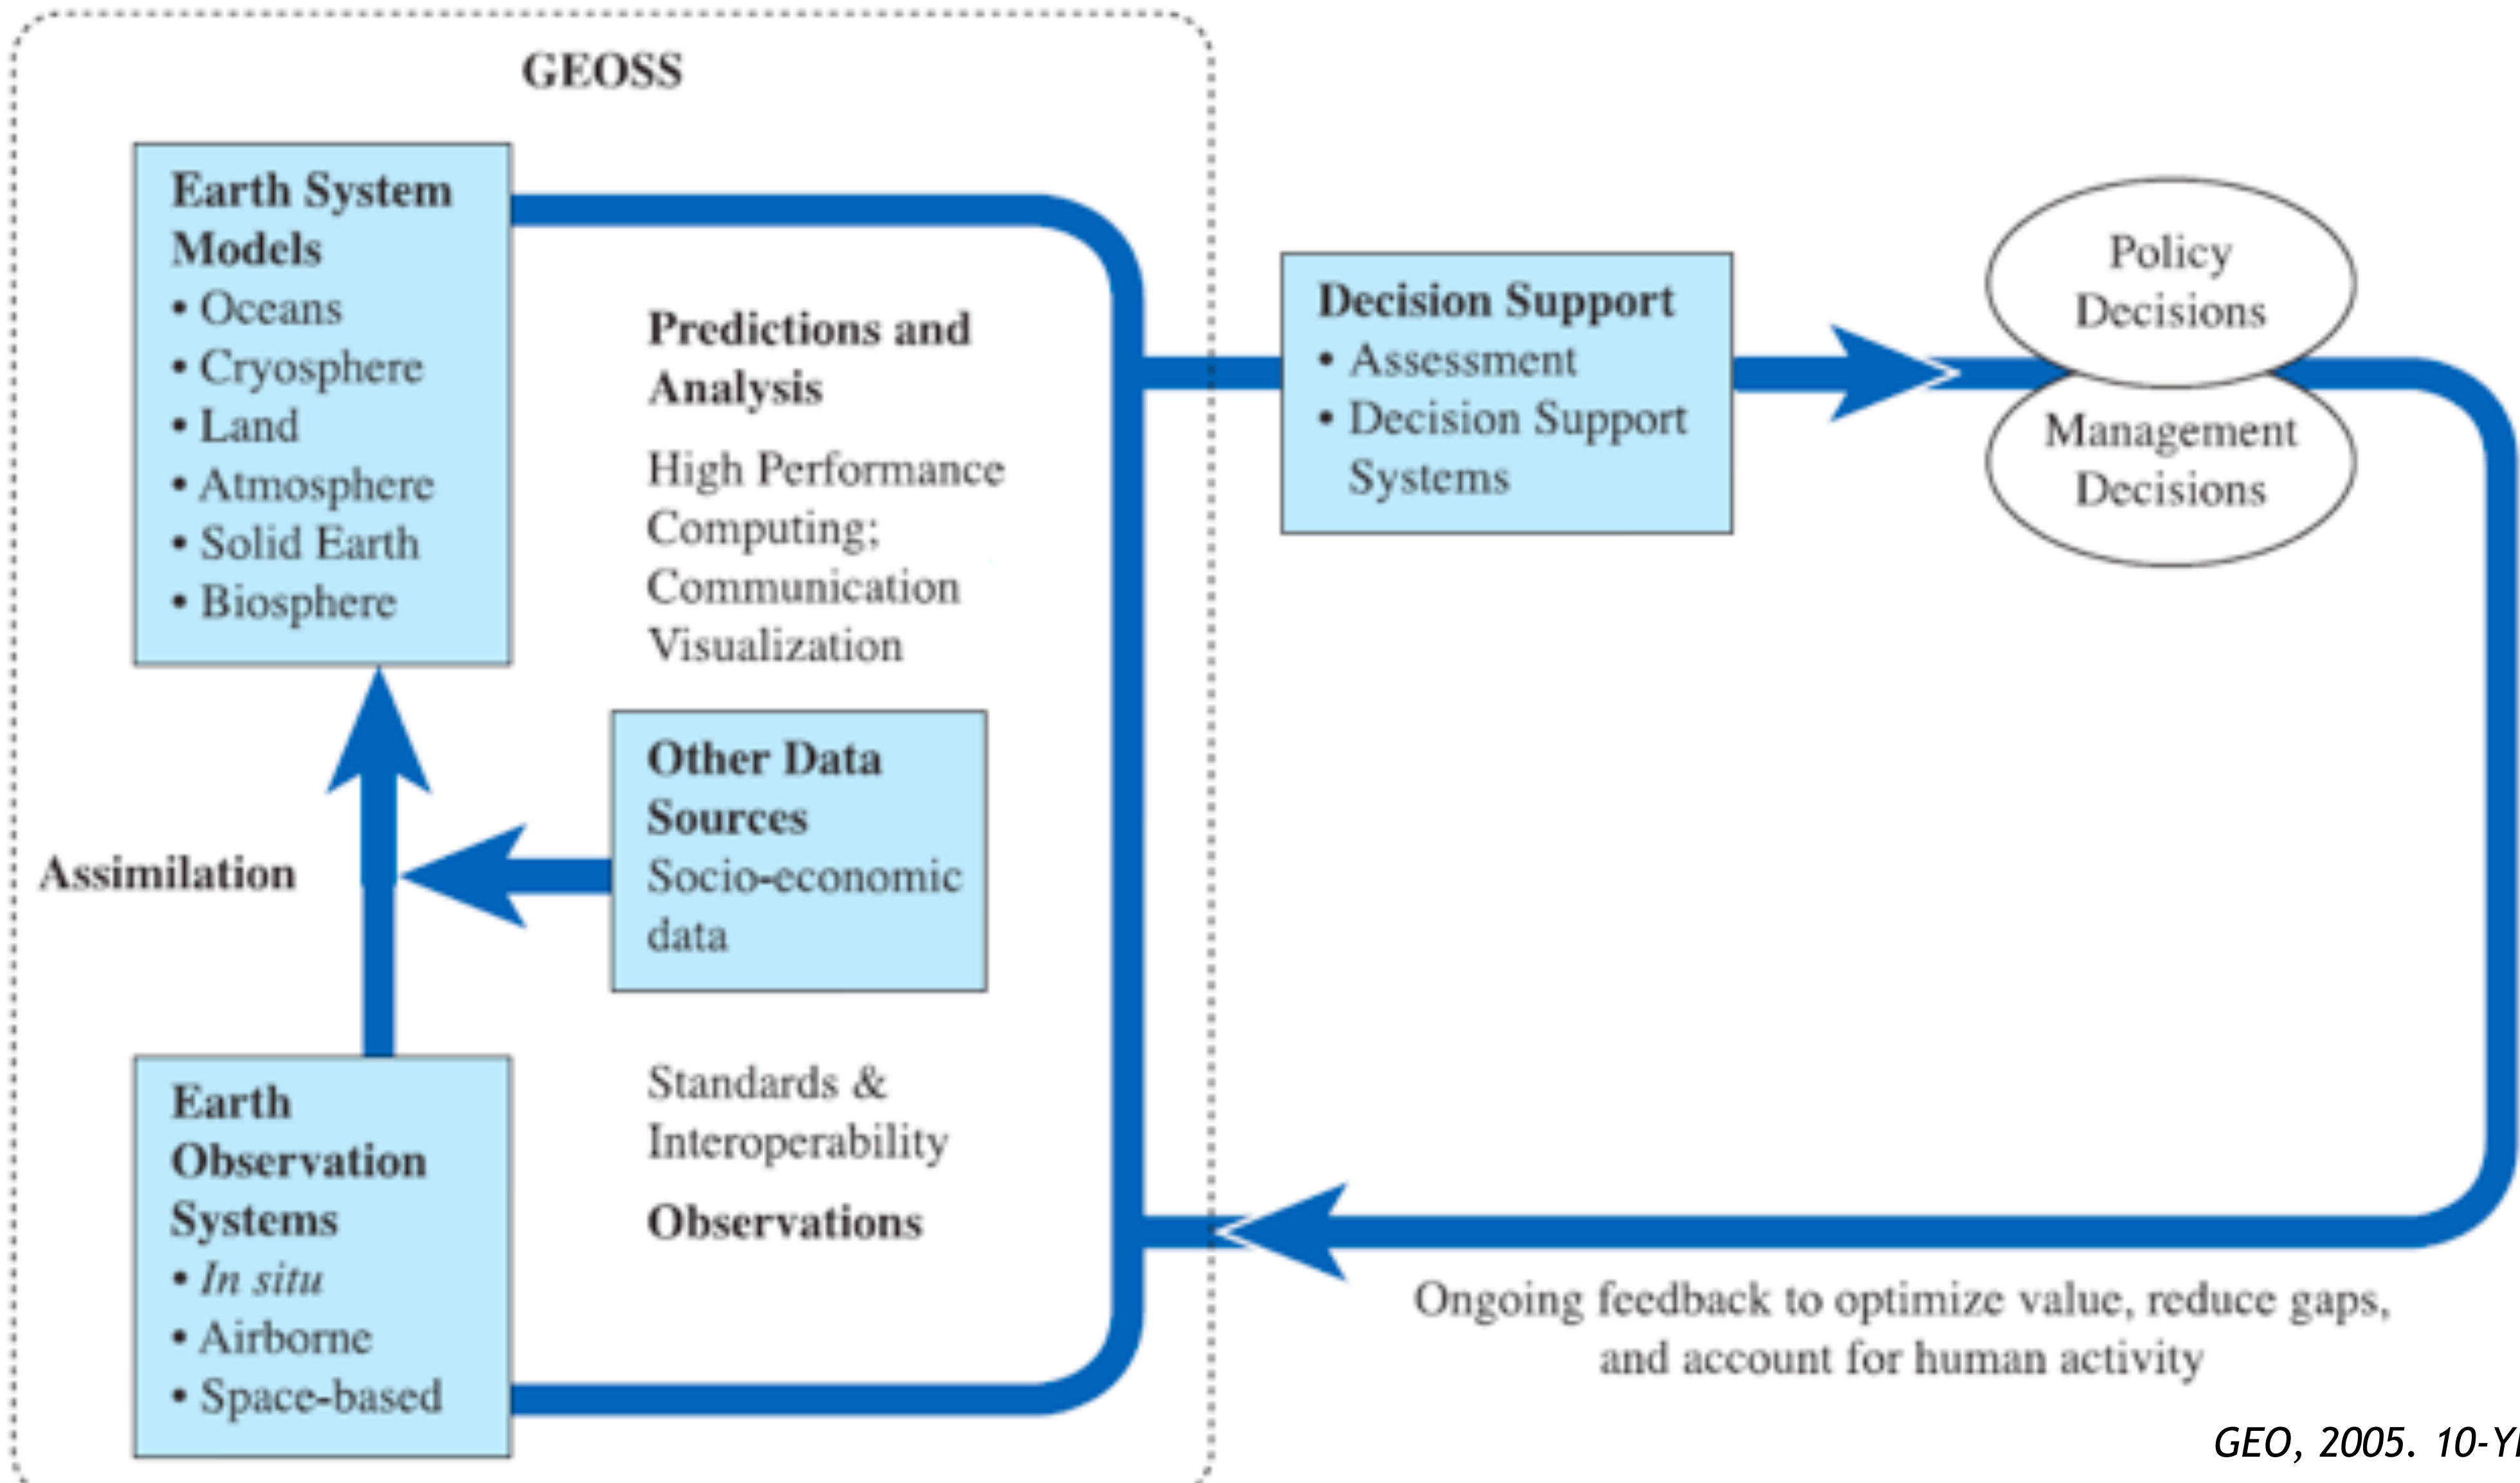 GEOSS
Earth System
Models
• Oceans
• Cryosphere
• Land
• Atmosphere
• Solid Earth
• Biosphere
Predictions and
Analysis
High Performance
Computing;
Communication
Visualization
Other Data
Sources
Socio-economic
data
Assimilation
Earth
Observation
Systems
• In situ
• Airborne
• Space-based
Standards &
Interoperability
Observations
Decision Support
• Assessment
• Decision Support
Systems
Policy
Decisions
Management
Decisions
Ongoing feedback to optimize value, reduce gaps,
and account for human activity
GEO, 2005.